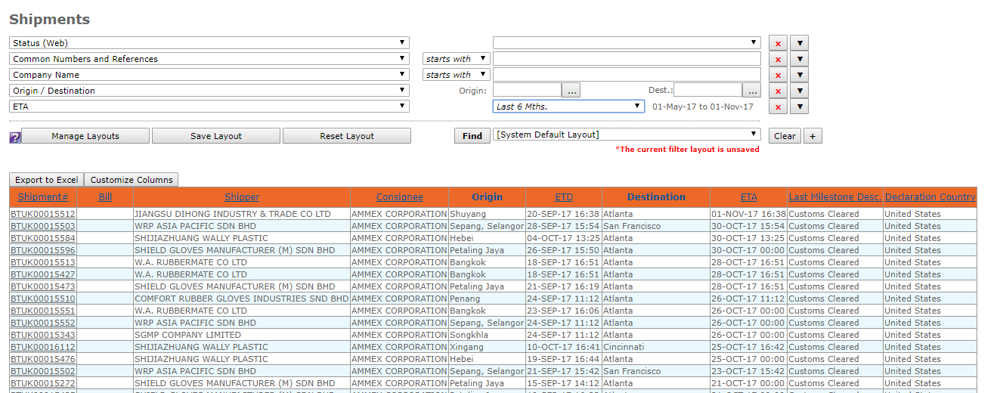 Shipments
Status (Web)
Common Numbers and References starts with
Company Name starts with
Origin / Destination Origin: ... Dest.: ...
ETA Last 6 Mths. 01-May-17 to 01-Nov-17
x
x
x
x
x
? Manage Layouts Save Layout Reset Layout Find [System Default Layout] Clear +
*The current filter layout is unsaved
Export to Excel Customize Columns
Shipment# Bill Shipper Consignee Origin ETD Destination ETA Last Milestone Desc. Declaration Country
BTUK00015512 JIANGSU DIHONG INDUSTRY & TRADE CO LTD AMMEX CORPORATION Shuyang 20-SEP-17 16:38 Atlanta 01-NOV-17 16:38 Customs Cleared United States
BTUK00015503 WRP ASIA PACIFIC SDN BHD AMMEX CORPORATION Sepang, Selangor 28-SEP-17 15:54 San Francisco 30-OCT-17 15:54 Customs Cleared United States
BTUK00015584 SHIJIAZHUANG WALLY PLASTIC AMMEX CORPORATION Hebei 04-OCT-17 13:25 Atlanta 30-OCT-17 13:25 Customs Cleared United States
BTUK00015596 SHIELD GLOVES MANUFACTURER (M) SDN BHD AMMEX CORPORATION Petaling Jaya 26-SEP-17 15:50 Atlanta 30-OCT-17 00:00 Customs Cleared United States
BTUK00015513 W.A. RUBBERMATE CO LTD AMMEX CORPORATION Bangkok 18-SEP-17 16:51 Atlanta 28-OCT-17 16:51 Customs Cleared United States
BTUK00015427 W.A. RUBBERMATE CO LTD AMMEX CORPORATION Bangkok 18-SEP-17 16:51 Atlanta 28-OCT-17 16:51 Customs Cleared United States
BTUK00015473 SHIELD GLOVES MANUFACTURER (M) SDN BHD AMMEX CORPORATION Petaling Jaya 21-SEP-17 16:19 Atlanta 28-OCT-17 16:51 Customs Cleared United States
BTUK00015510 COMFORT RUBBER GLOVES INDUSTRIES SND BHD AMMEX CORPORATION Penang 24-SEP-17 11:12 Atlanta 26-OCT-17 11:12 Customs Cleared United States
BTUK00015551 W.A. RUBBERMATE CO LTD AMMEX CORPORATION Bangkok 23-SEP-17 16:06 Atlanta 26-OCT-17 00:00 Customs Cleared United States
BTUK00015552 WRP ASIA PACIFIC SDN BHD AMMEX CORPORATION Sepang, Selangor 24-SEP-17 11:12 Atlanta 26-OCT-17 00:00 Customs Cleared United States
BTUK00015343 SGMP COMPANY LIMITED AMMEX CORPORATION Songkhla 24-SEP-17 11:12 Atlanta 26-OCT-17 00:00 Customs Cleared United States
BTUK00016112 SHIJIAZHUANG WALLY PLASTIC AMMEX CORPORATION Xingang 10-OCT-17 16:41 Cincinnati 25-OCT-17 16:42 Customs Cleared United States
BTUK00015476 SHIJIAZHUANG WALLY PLASTIC AMMEX CORPORATION Hebei 19-SEP-17 16:44 Atlanta 25-OCT-17 00:00 Customs Cleared United States
BTUK00015502 WRP ASIA PACIFIC SDN BHD AMMEX CORPORATION Sepang, Selangor 21-SEP-17 15:42 San Francisco 23-OCT-17 15:42 Customs Cleared United States
BTUK00015272 SHIELD GLOVES MANUFACTURER (M) SDN BHD AMMEX CORPORATION Petaling Jaya 15-SEP-17 14:12 Atlanta 21-OCT-17 00:00 Customs Cleared United States